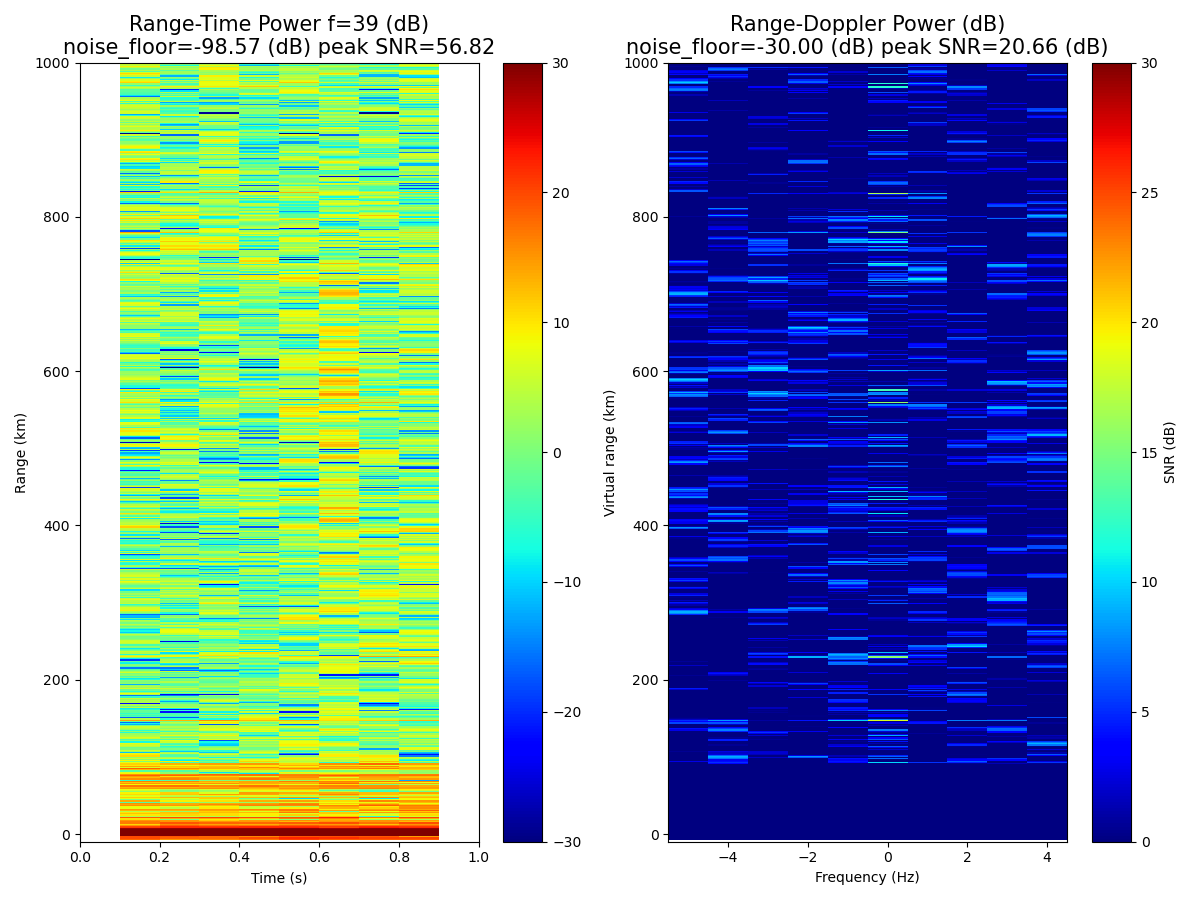 Range-Time Power f=39 (dB)
noise_floor=-98.57 (dB) peak SNR=56.82
Range (km)
1000
800
600
400
200
0
0.0 0.2 0.4 0.6 0.8 1.0
Time (s)
30
20
10
0
−10
−20
−30
Range-Doppler Power (dB)
noise_floor=-30.00 (dB) peak SNR=20.66 (dB)
Virtual range (km)
1000
800
600
400
200
0
−4 −2 0 2 4
Frequency (Hz)
30
25
20
15
10
5
0
SNR (dB)